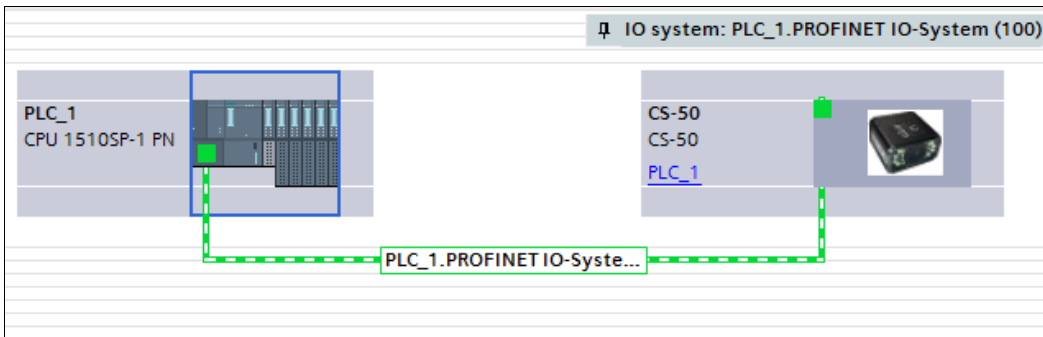 IO system: PLC_1.PROFINET IO-System (100)
PLC_1
CPU 1510SP-1 PN
CS-50
CS-50
PLC_1
PLC_1.PROFINET IO-Syste...